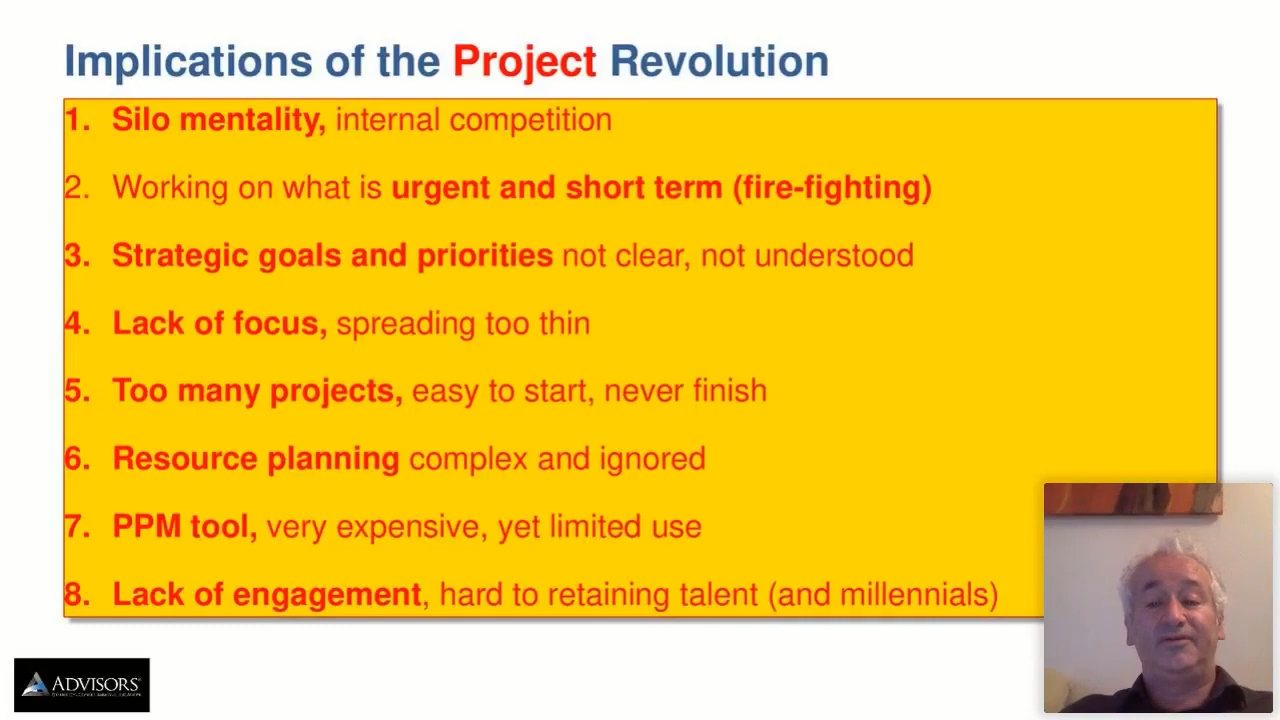 Implications of the Project Revolution
1. Silo mentality, internal competition
2. Working on what is urgent and short term (fire-fighting)
3. Strategic goals and priorities not clear, not understood
4. Lack of focus, spreading too thin
5. Too many projects, easy to start, never finish
6. Resource planning complex and ignored
7. PPM tool, very expensive, yet limited use
8. Lack of engagement, hard to retaining talent (and millennials)
ADVISORS